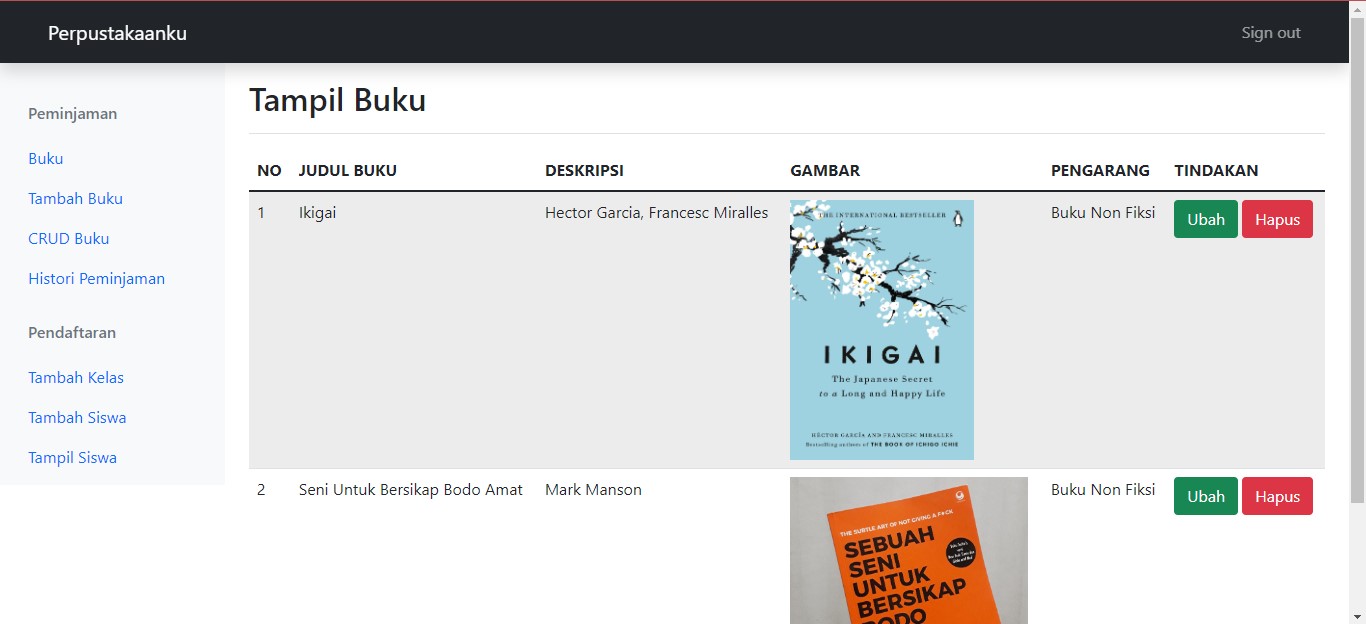 Perpustakaanku
Sign out
Peminjaman
Buku
Tambah Buku
CRUD Buku
Histori Peminjaman
Pendaftaran
Tambah Kelas
Tambah Siswa
Tampil Siswa
Tampil Buku
NO JUDUL BUKU DESKRIPSI GAMBAR PENGARANG TINDAKAN
1 Ikigai Hector Garcia, Francesc Miralles Buku Non Fiksi Ubah Hapus
THE INTERNATIONAL BESTSELLER
IKIGAI
The Japanese Secret
to a Long and Happy Life
HÉCTOR GARCÍA AND FRANCESC MIRALLES
Bestselling authors of THE BOOK OF ICHIGO ICHIE
2 Seni Untuk Bersikap Bodo Amat Mark Manson Buku Non Fiksi Ubah Hapus
THE SUBTLE ART OF NOT GIVING A F*CK
SEBUAH
SENI
UNTUK
BERSIKAP
BODO